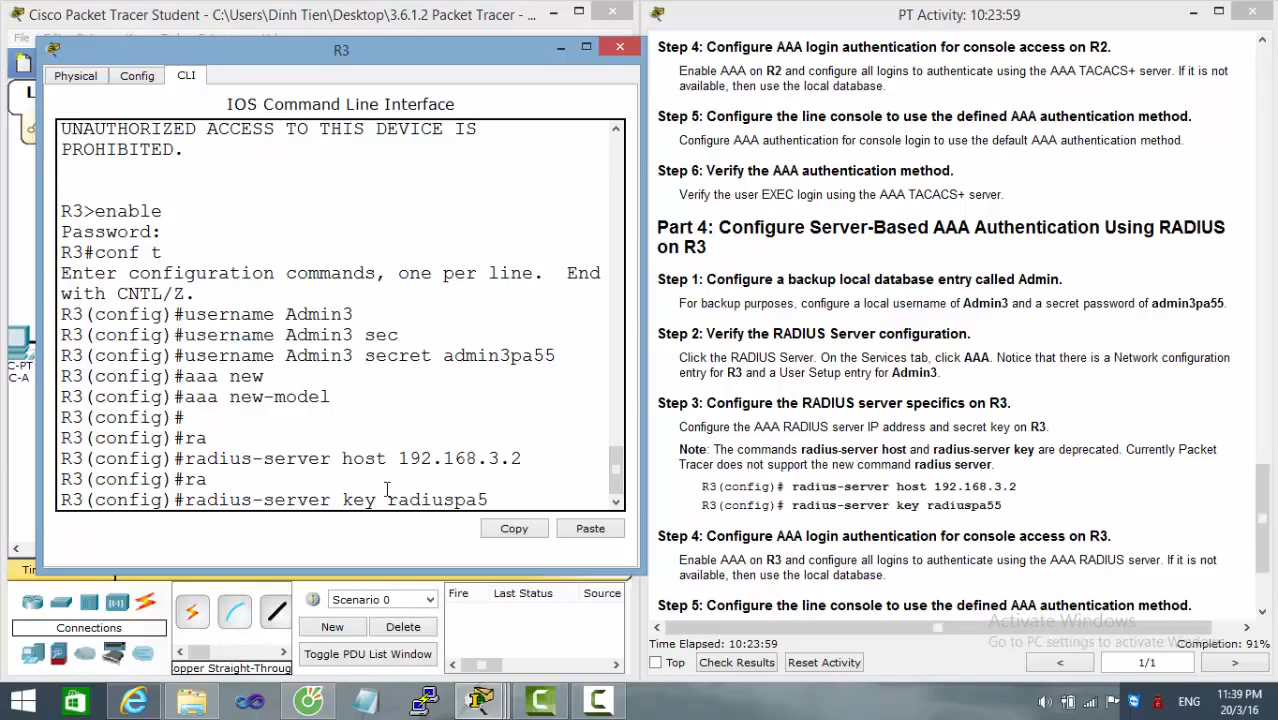 Cisco Packet Tracer Student - C:\Users\Dinh Tien\Desktop\3.6.1.2 Packet Tracer - ...
R3
Physical
Config
CLI
IOS Command Line Interface
UNAUTHORIZED ACCESS TO THIS DEVICE IS
PROHIBITED.
R3>enable
Password:
R3#conf t
Enter configuration commands, one per line.  End
with CNTL/Z.
R3(config)#username Admin3
R3(config)#username Admin3 sec
R3(config)#username Admin3 secret admin3pa55
R3(config)#aaa new
R3(config)#aaa new-model
R3(config)#
R3(config)#ra
R3(config)#radius-server host 192.168.3.2
R3(config)#ra
R3(config)#radius-server key radiuspa5
Copy
Paste
C-PT
C-A
Connections
opper Straight-Throug
Scenario 0
New
Delete
Toggle PDU List Window
Fire
Last Status
Source
PT Activity: 10:23:59
Step 4: Configure AAA login authentication for console access on R2.
Enable AAA on R2 and configure all logins to authenticate using the AAA TACACS+ server. If it is not
available, then use the local database.
Step 5: Configure the line console to use the defined AAA authentication method.
Configure AAA authentication for console login to use the default AAA authentication method.
Step 6: Verify the AAA authentication method.
Verify the user EXEC login using the AAA TACACS+ server.
Part 4: Configure Server-Based AAA Authentication Using RADIUS
on R3
Step 1: Configure a backup local database entry called Admin.
For backup purposes, configure a local username of Admin3 and a secret password of admin3pa55.
Step 2: Verify the RADIUS Server configuration.
Click the RADIUS Server. On the Services tab, click AAA. Notice that there is a Network configuration
entry for R3 and a User Setup entry for Admin3.
Step 3: Configure the RADIUS server specifics on R3.
Configure the AAA RADIUS server IP address and secret key on R3.
Note: The commands radius-server host and radius-server key are deprecated. Currently Packet
Tracer does not support the new command radius server.
R3(config)# radius-server host 192.168.3.2
R3(config)# radius-server key radiuspa55
Step 4: Configure AAA login authentication for console access on R3.
Enable AAA on R3 and configure all logins to authenticate using the AAA RADIUS server. If it is not
available, then use the local database.
Step 5: Configure the line console to use the defined AAA authentication method.
Activate Windows
Go to PC settings to activate Windows.
Time Elapsed: 10:23:59
Completion: 91%
Top
Check Results
Reset Activity
<
1/1
>
ENG
11:39 PM
20/3/16